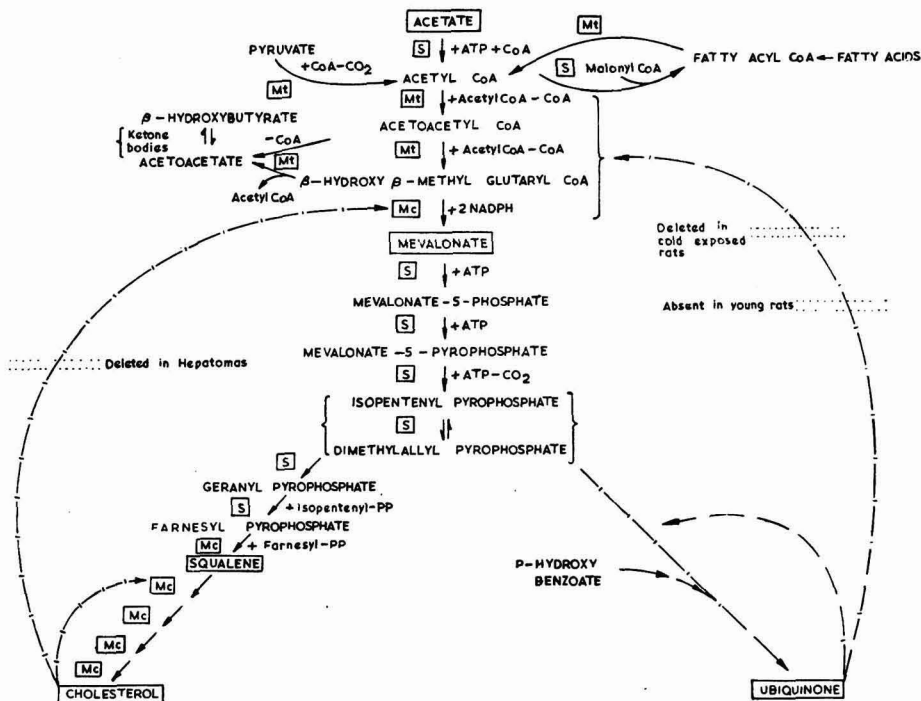 ACETATE
Mt
S +ATP +CoA
PYRUVATE
+CoA-CO2
FATTY ACYL CoA ← FATTY ACIDS
S Malonyl CoA
ACETYL CoA
Mt
Mt +AcetylCoA - CoA
β-HYDROXYBUTYRATE
ACETOACETYL CoA
Ketone
bodies
-CoA
ACETOACETATE
Mt
Mt + AcetylCoA-CoA
β-HYDROXY β-METHYL GLUTARYL CoA
Acetyl CoA
Mc +2 NADPH
Deleted in
cold exposed
rats
MEVALONATE
S +ATP
MEVALONATE -5-PHOSPHATE
Absent in young rats
S +ATP
MEVALONATE -5 - PYROPHOSPHATE
Deleted in Hepatomas
S +ATP-CO2
ISOPENTENYL PYROPHOSPHATE
S
DIMETHYLALLYL PYROPHOSPHATE
S
GERANYL PYROPHOSPHATE
S + Isopentenyl-PP
FARNESYL PYROPHOSPHATE
Mc + Farnesyl-PP
SQUALENE
P-HYDROXY
BENZOATE
Mc
Mc
Mc
Mc
CHOLESTEROL
UBIQUINONE